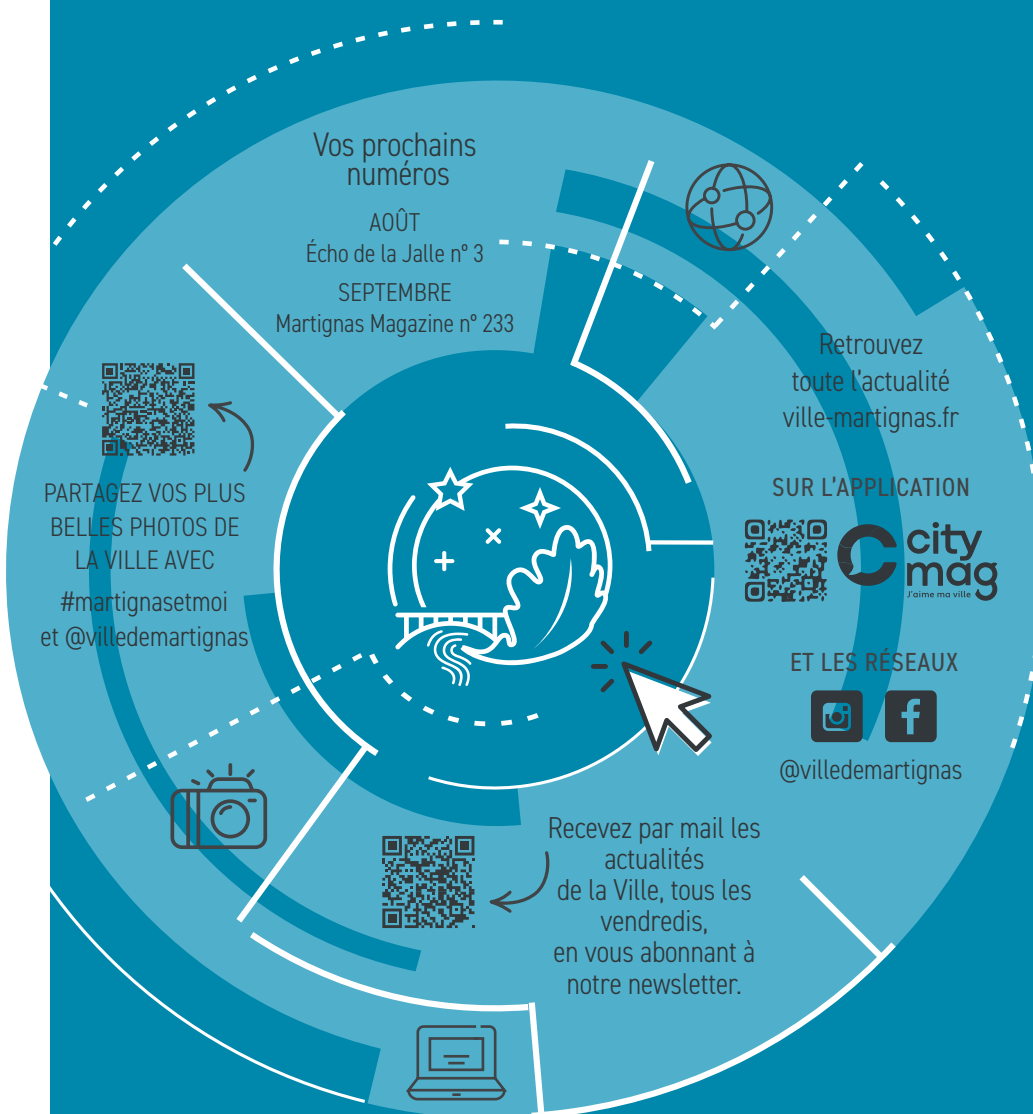 Vos prochains
numéros
AOÛT
Écho de la Jalle n° 3
SEPTEMBRE
Martignas Magazine n° 233
Retrouvez
toute l'actualité
ville-martignas.fr
SUR L'APPLICATION
city
mag
J'aime ma ville
ET LES RÉSEAUX
@villedemartignas
PARTAGEZ VOS PLUS
BELLES PHOTOS DE
LA VILLE AVEC
#martignasetmoi
et @villedemartignas
Recevez par mail les
actualités
de la Ville, tous les
vendredis,
en vous abonnant à
notre newsletter.